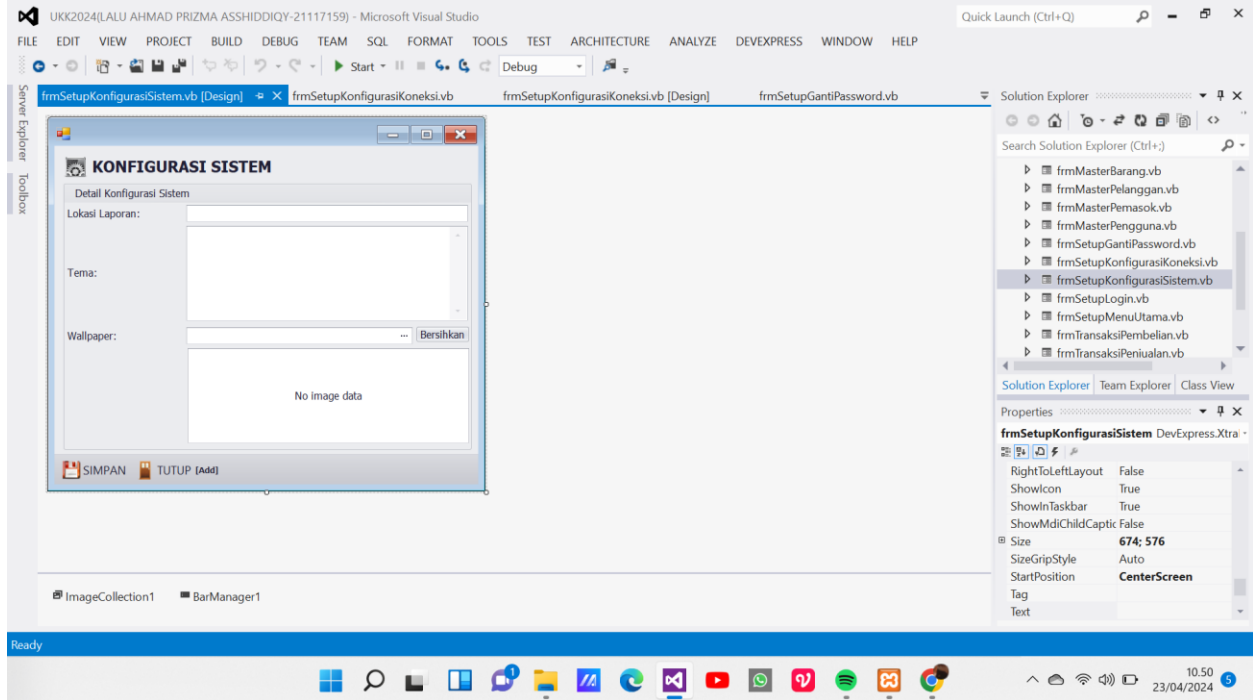 UKK2024(LALU AHMAD PRIZMA ASSHIDDIQY-21117159) - Microsoft Visual Studio
Quick Launch (Ctrl+Q)
FILE EDIT VIEW PROJECT BUILD DEBUG TEAM SQL FORMAT TOOLS TEST ARCHITECTURE ANALYZE DEVEXPRESS WINDOW HELP
Start Debug
Server Explorer
Toolbox
frmSetupKonfigurasiSistem.vb [Design] frmSetupKonfigurasiKoneksi.vb frmSetupKonfigurasiKoneksi.vb [Design] frmSetupGantiPassword.vb
KONFIGURASI SISTEM
Detail Konfigurasi Sistem
Lokasi Laporan:
Tema:
Wallpaper:
... Bersihkan
No image data
SIMPAN TUTUP [Add]
ImageCollection1 BarManager1
Solution Explorer
Search Solution Explorer (Ctrl+;)
frmMasterBarang.vb
frmMasterPelanggan.vb
frmMasterPemasok.vb
frmMasterPengguna.vb
frmSetupGantiPassword.vb
frmSetupKonfigurasiKoneksi.vb
frmSetupKonfigurasiSistem.vb
frmSetupLogin.vb
frmSetupMenuUtama.vb
frmTransaksiPembelian.vb
frmTransaksiPenjualan.vb
Solution Explorer Team Explorer Class View
Properties
frmSetupKonfigurasiSistem DevExpress.Xtra
RightToLeftLayout False
ShowIcon True
ShowInTaskbar True
ShowMdiChildCaptic False
Size 674; 576
SizeGripStyle Auto
StartPosition CenterScreen
Tag
Text
Ready
1
10.50
23/04/2024
5